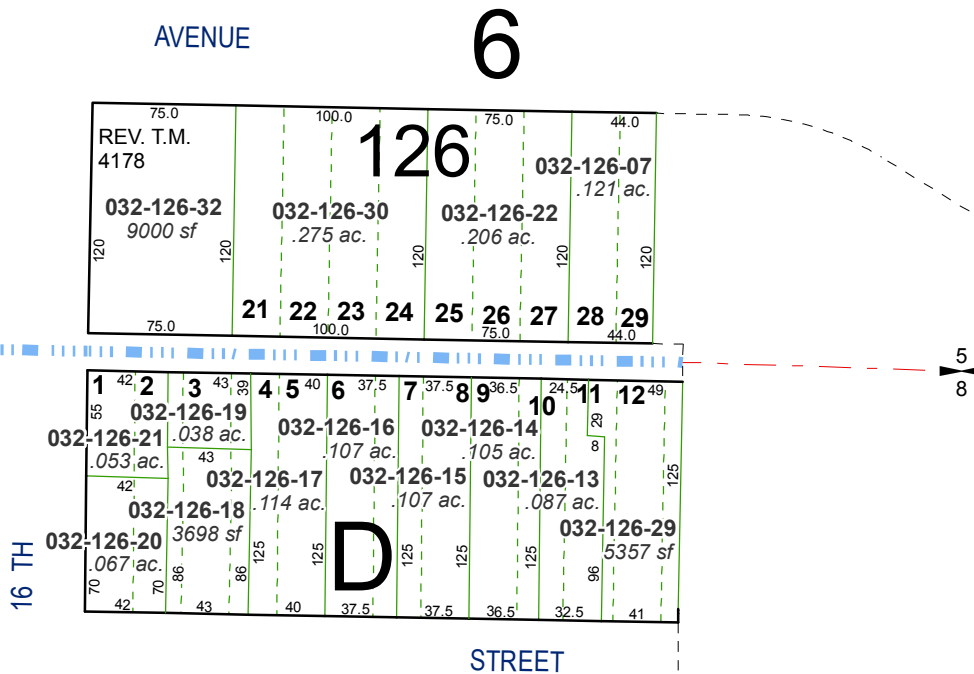 AVENUE
6
75.0 100.0 75.0 44.0
REV. T.M.
4178
126
032-126-07
.121 ac.
032-126-32
9000 sf
032-126-30
.275 ac.
032-126-22
.206 ac.
120 120 120 120 120
21 22 23 24 25 26 27 28 29
75.0 100.0 75.0 44.0
5
8
1 42 2 3 43 39 4 5 40 6 37.5 7 37.5 8 9 36.5 10 24.5 11 12 49
55
29
8
032-126-19
.038 ac.
032-126-21
.053 ac.
032-126-16
.107 ac.
032-126-14
.105 ac.
43
42
125
032-126-17
.114 ac.
032-126-15
.107 ac.
032-126-13
.087 ac.
032-126-18
3698 sf
032-126-29
5357 sf
032-126-20
.067 ac.
D
70 70 86 86 125 125 125 125 125 96
42 43 40 37.5 37.5 36.5 32.5 41
16 TH
STREET